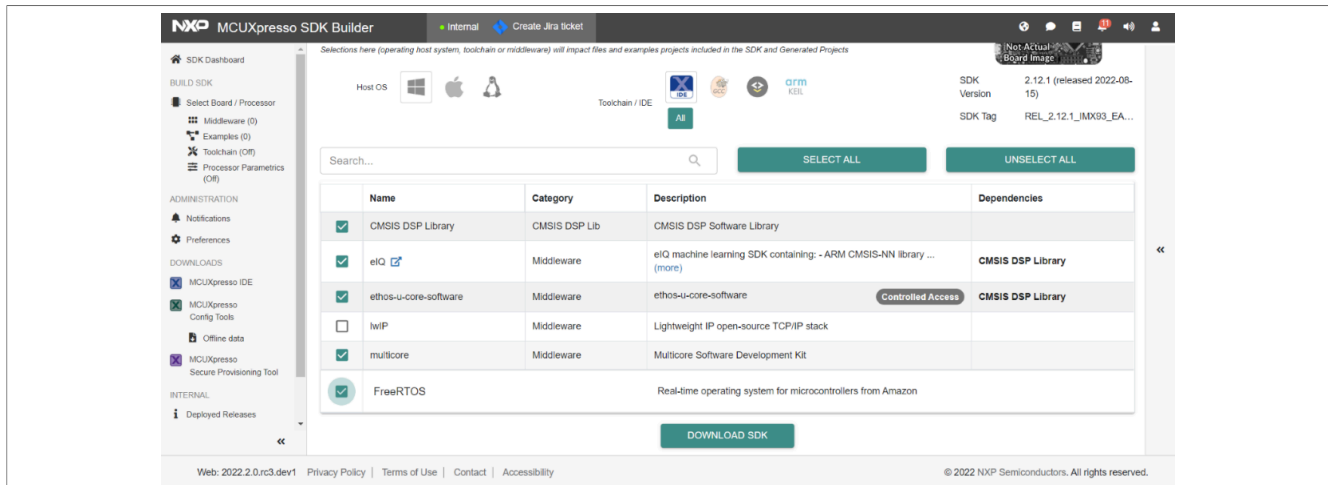 NXP MCUXpresso SDK Builder
Internal
Create Jira ticket
11
SDK Dashboard
BUILD SDK
Select Board / Processor
Middleware (0)
Examples (0)
Toolchain (Off)
Processor Parametrics
(Off)
ADMINISTRATION
Notifications
Preferences
DOWNLOADS
MCUXpresso IDE
MCUXpresso
Config Tools
Offline data
MCUXpresso
Secure Provisioning Tool
INTERNAL
Deployed Releases
«
Selections here (operating host system, toolchain or middleware) will impact files and examples projects included in the SDK and Generated Projects
Host OS
Toolchain / IDE
IDE
GCC
arm
KEIL
All
Not Actual
Board Image
SDK Version 2.12.1 (released 2022-08-15)
SDK Tag REL_2.12.1_IMX93_EA...
Search...
SELECT ALL
UNSELECT ALL
Name Category Description Dependencies
CMSIS DSP Library CMSIS DSP Lib CMSIS DSP Software Library
eIQ Middleware eIQ machine learning SDK containing: - ARM CMSIS-NN library ... (more) CMSIS DSP Library
ethos-u-core-software Middleware ethos-u-core-software Controlled Access CMSIS DSP Library
lwIP Middleware Lightweight IP open-source TCP/IP stack
multicore Middleware Multicore Software Development Kit
FreeRTOS Real-time operating system for microcontrollers from Amazon
«
DOWNLOAD SDK
Web: 2022.2.0.rc3.dev1 Privacy Policy | Terms of Use | Contact | Accessibility
© 2022 NXP Semiconductors. All rights reserved.